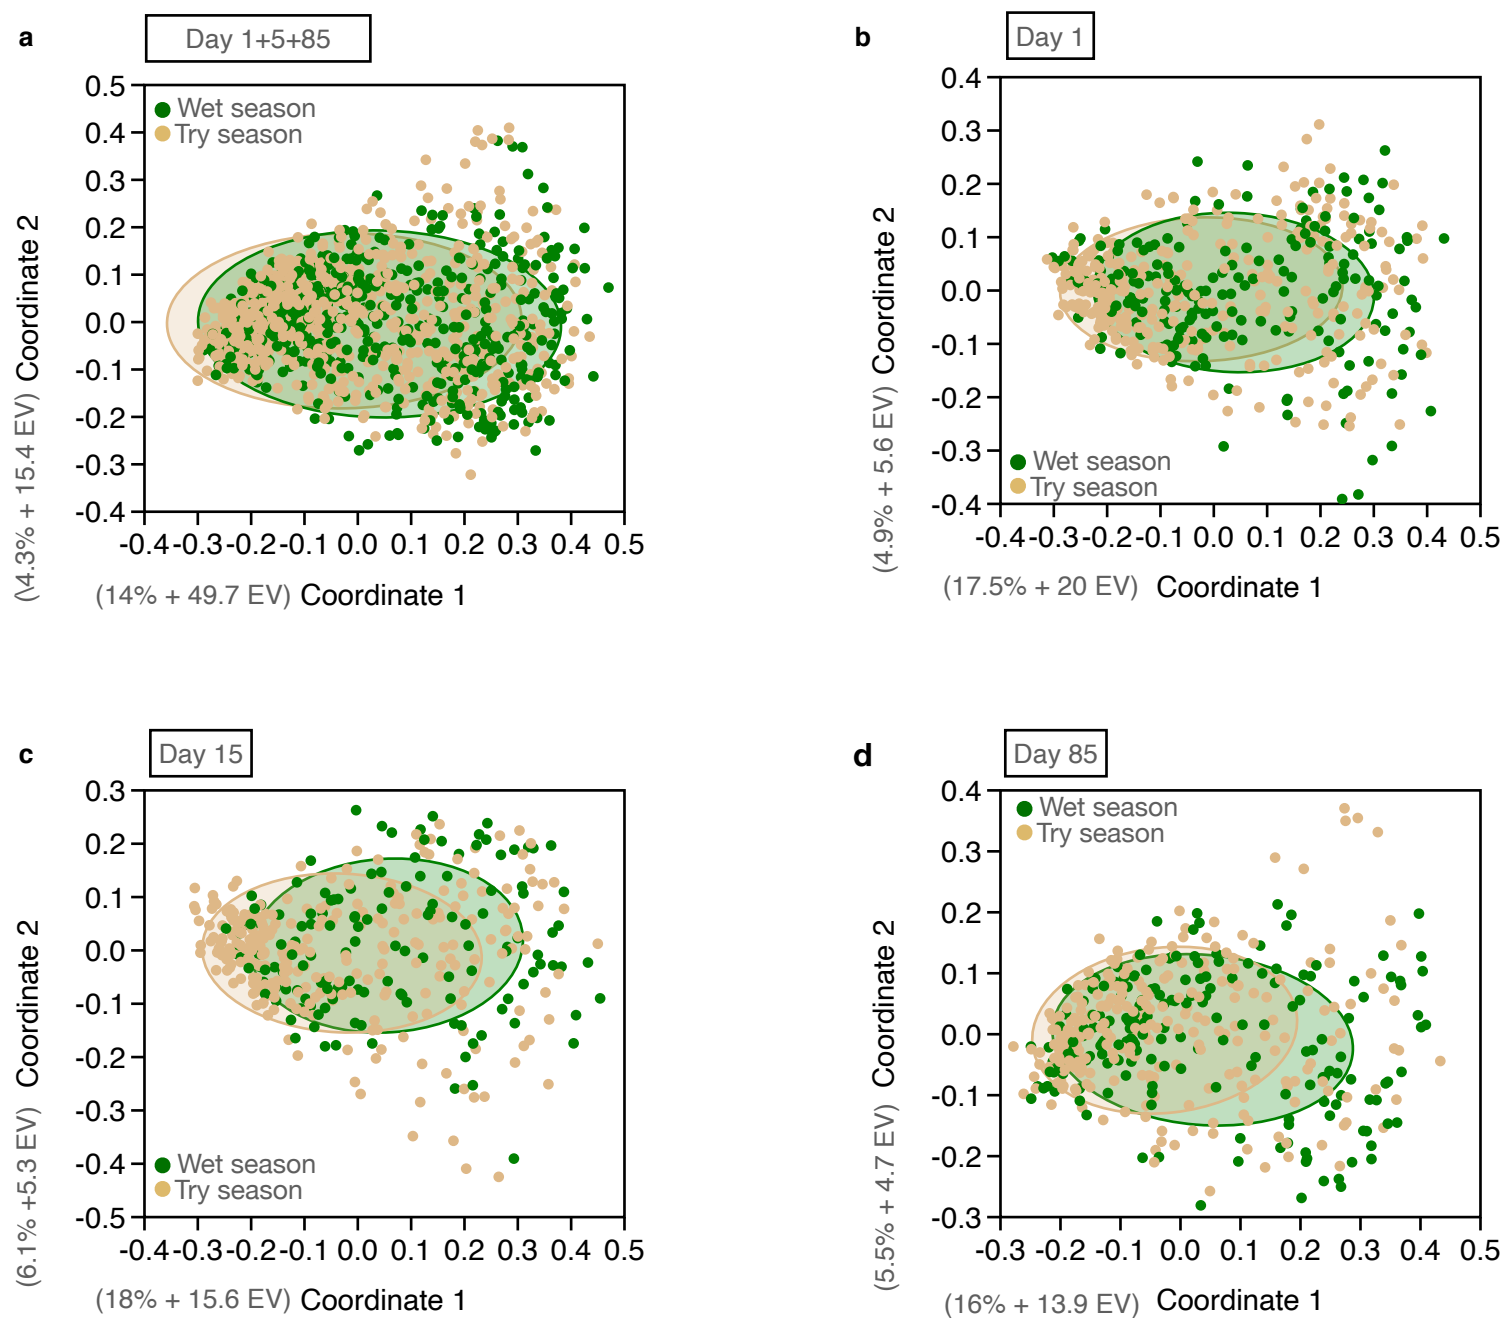 a
Day 1+5+85
0.5
0.4
0.3
0.2
0.1
0.0
-0.1
-0.2
-0.3
-0.4
Wet season
Try season
-0.4 -0.3 -0.2 -0.1 0.0 0.1 0.2 0.3 0.4 0.5
(\4.3% + 15.4 EV) Coordinate 2
(14% + 49.7 EV) Coordinate 1
b
Day 1
0.4
0.3
0.2
0.1
0.0
-0.1
-0.2
-0.3
-0.4
Wet season
Try season
-0.4 -0.3 -0.2 -0.1 0.0 0.1 0.2 0.3 0.4 0.5
(4.9% + 5.6 EV) Coordinate 2
(17.5% + 20 EV) Coordinate 1
c
Day 15
0.3
0.2
0.1
0.0
-0.1
-0.2
-0.3
-0.4
-0.5
Wet season
Try season
-0.4 -0.3 -0.2 -0.1 0.0 0.1 0.2 0.3 0.4 0.5
(6.1% +5.3 EV) Coordinate 2
(18% + 15.6 EV) Coordinate 1
d
Day 85
0.4
0.3
0.2
0.1
0.0
-0.1
-0.2
-0.3
Wet season
Try season
-0.3 -0.2 -0.1 0.0 0.1 0.2 0.3 0.4 0.5
(5.5% + 4.7 EV) Coordinate 2
(16% + 13.9 EV) Coordinate 1